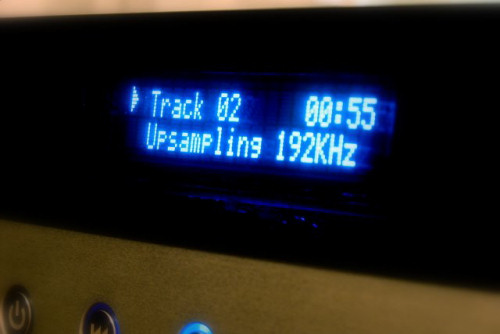 Track 02 00:55
Upsampling 192KHz